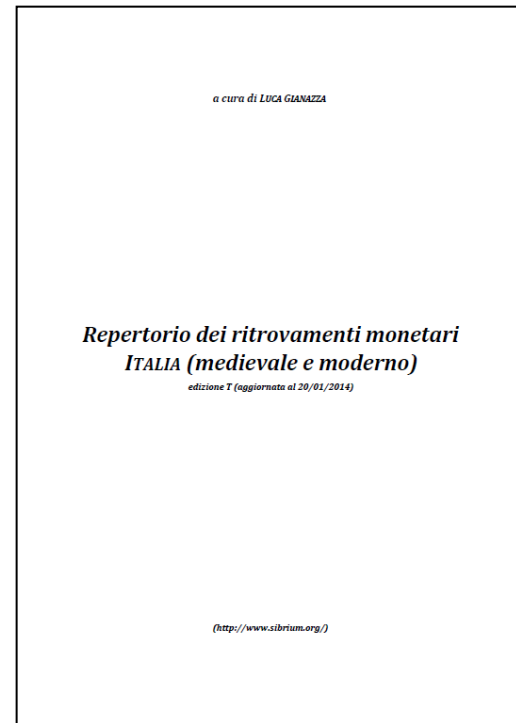 a cura di LUCA GIANAZZA
Repertorio dei ritrovamenti monetari
ITALIA (medievale e moderno)
edizione T (aggiornata al 20/01/2014)
(http://www.sibrium.org/)